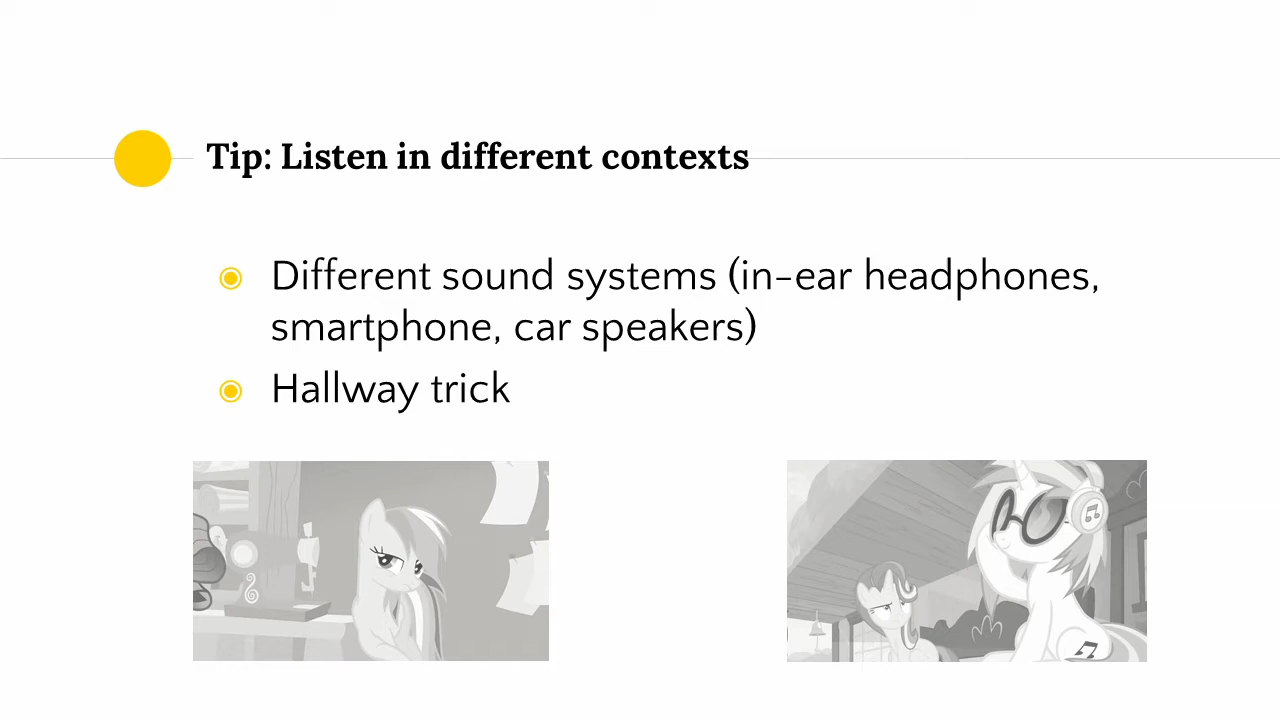 Tip: Listen in different contexts
Different sound systems (in-ear headphones,
smartphone, car speakers)
Hallway trick